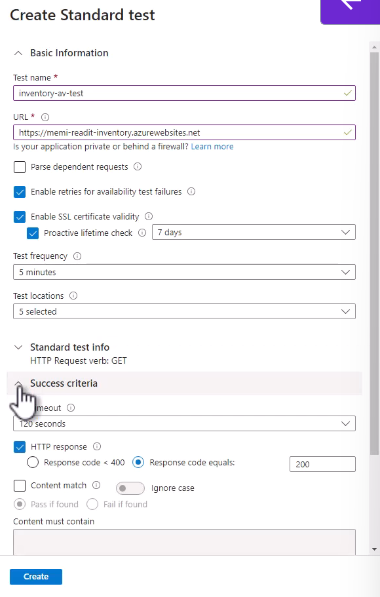 Create Standard test
Basic Information
Test name *
inventory-av-test
URL *
https://memi-readit-inventory.azurewebsites.net
Is your application private or behind a firewall? Learn more
Parse dependent requests
Enable retries for availability test failures
Enable SSL certificate validity
Proactive lifetime check 7 days
Test frequency
5 minutes
Test locations
5 selected
Standard test info
HTTP Request verb: GET
Success criteria
120 seconds
HTTP response
Response code < 400 Response code equals: 200
Content match Ignore case
Pass if found Fail if found
Content must contain
Create